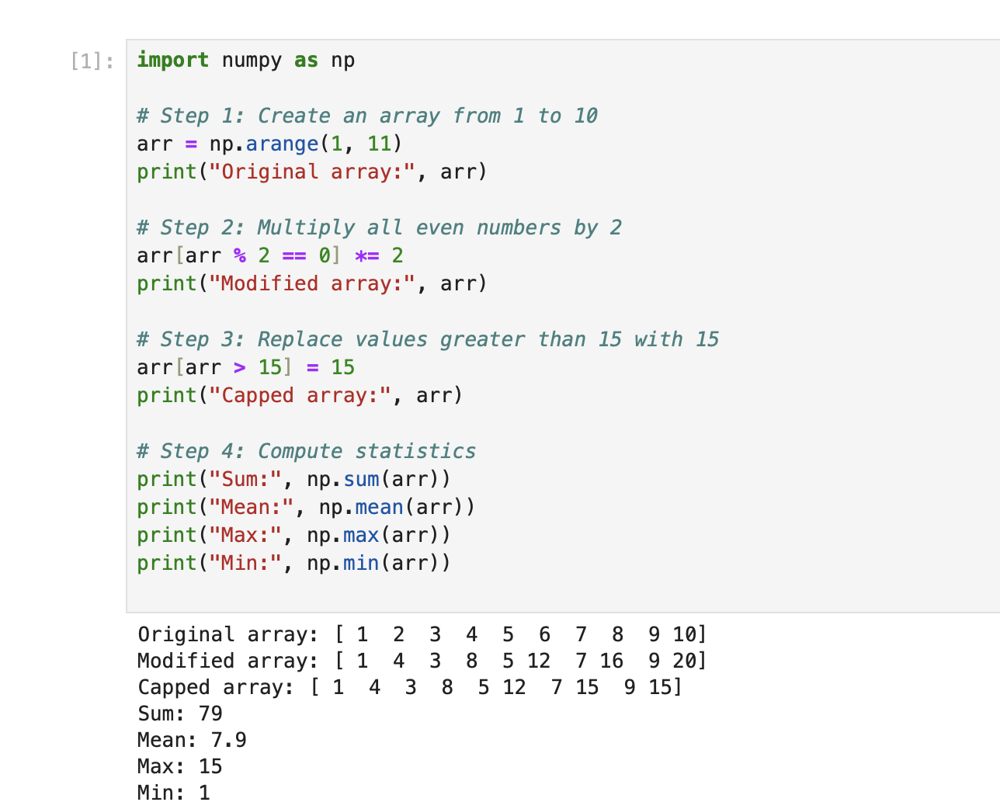 [1]:
import numpy as np
# Step 1: Create an array from 1 to 10
arr = np.arange(1, 11)
print("Original array:", arr)
# Step 2: Multiply all even numbers by 2
arr[arr % 2 == 0] *= 2
print("Modified array:", arr)
# Step 3: Replace values greater than 15 with 15
arr[arr > 15] = 15
print("Capped array:", arr)
# Step 4: Compute statistics
print("Sum:", np.sum(arr))
print("Mean:", np.mean(arr))
print("Max:", np.max(arr))
print("Min:", np.min(arr))
Original array: [ 1  2  3  4  5  6  7  8  9 10]
Modified array: [ 1  4  3  8  5 12  7 16  9 20]
Capped array: [ 1  4  3  8  5 12  7 15  9 15]
Sum: 79
Mean: 7.9
Max: 15
Min: 1